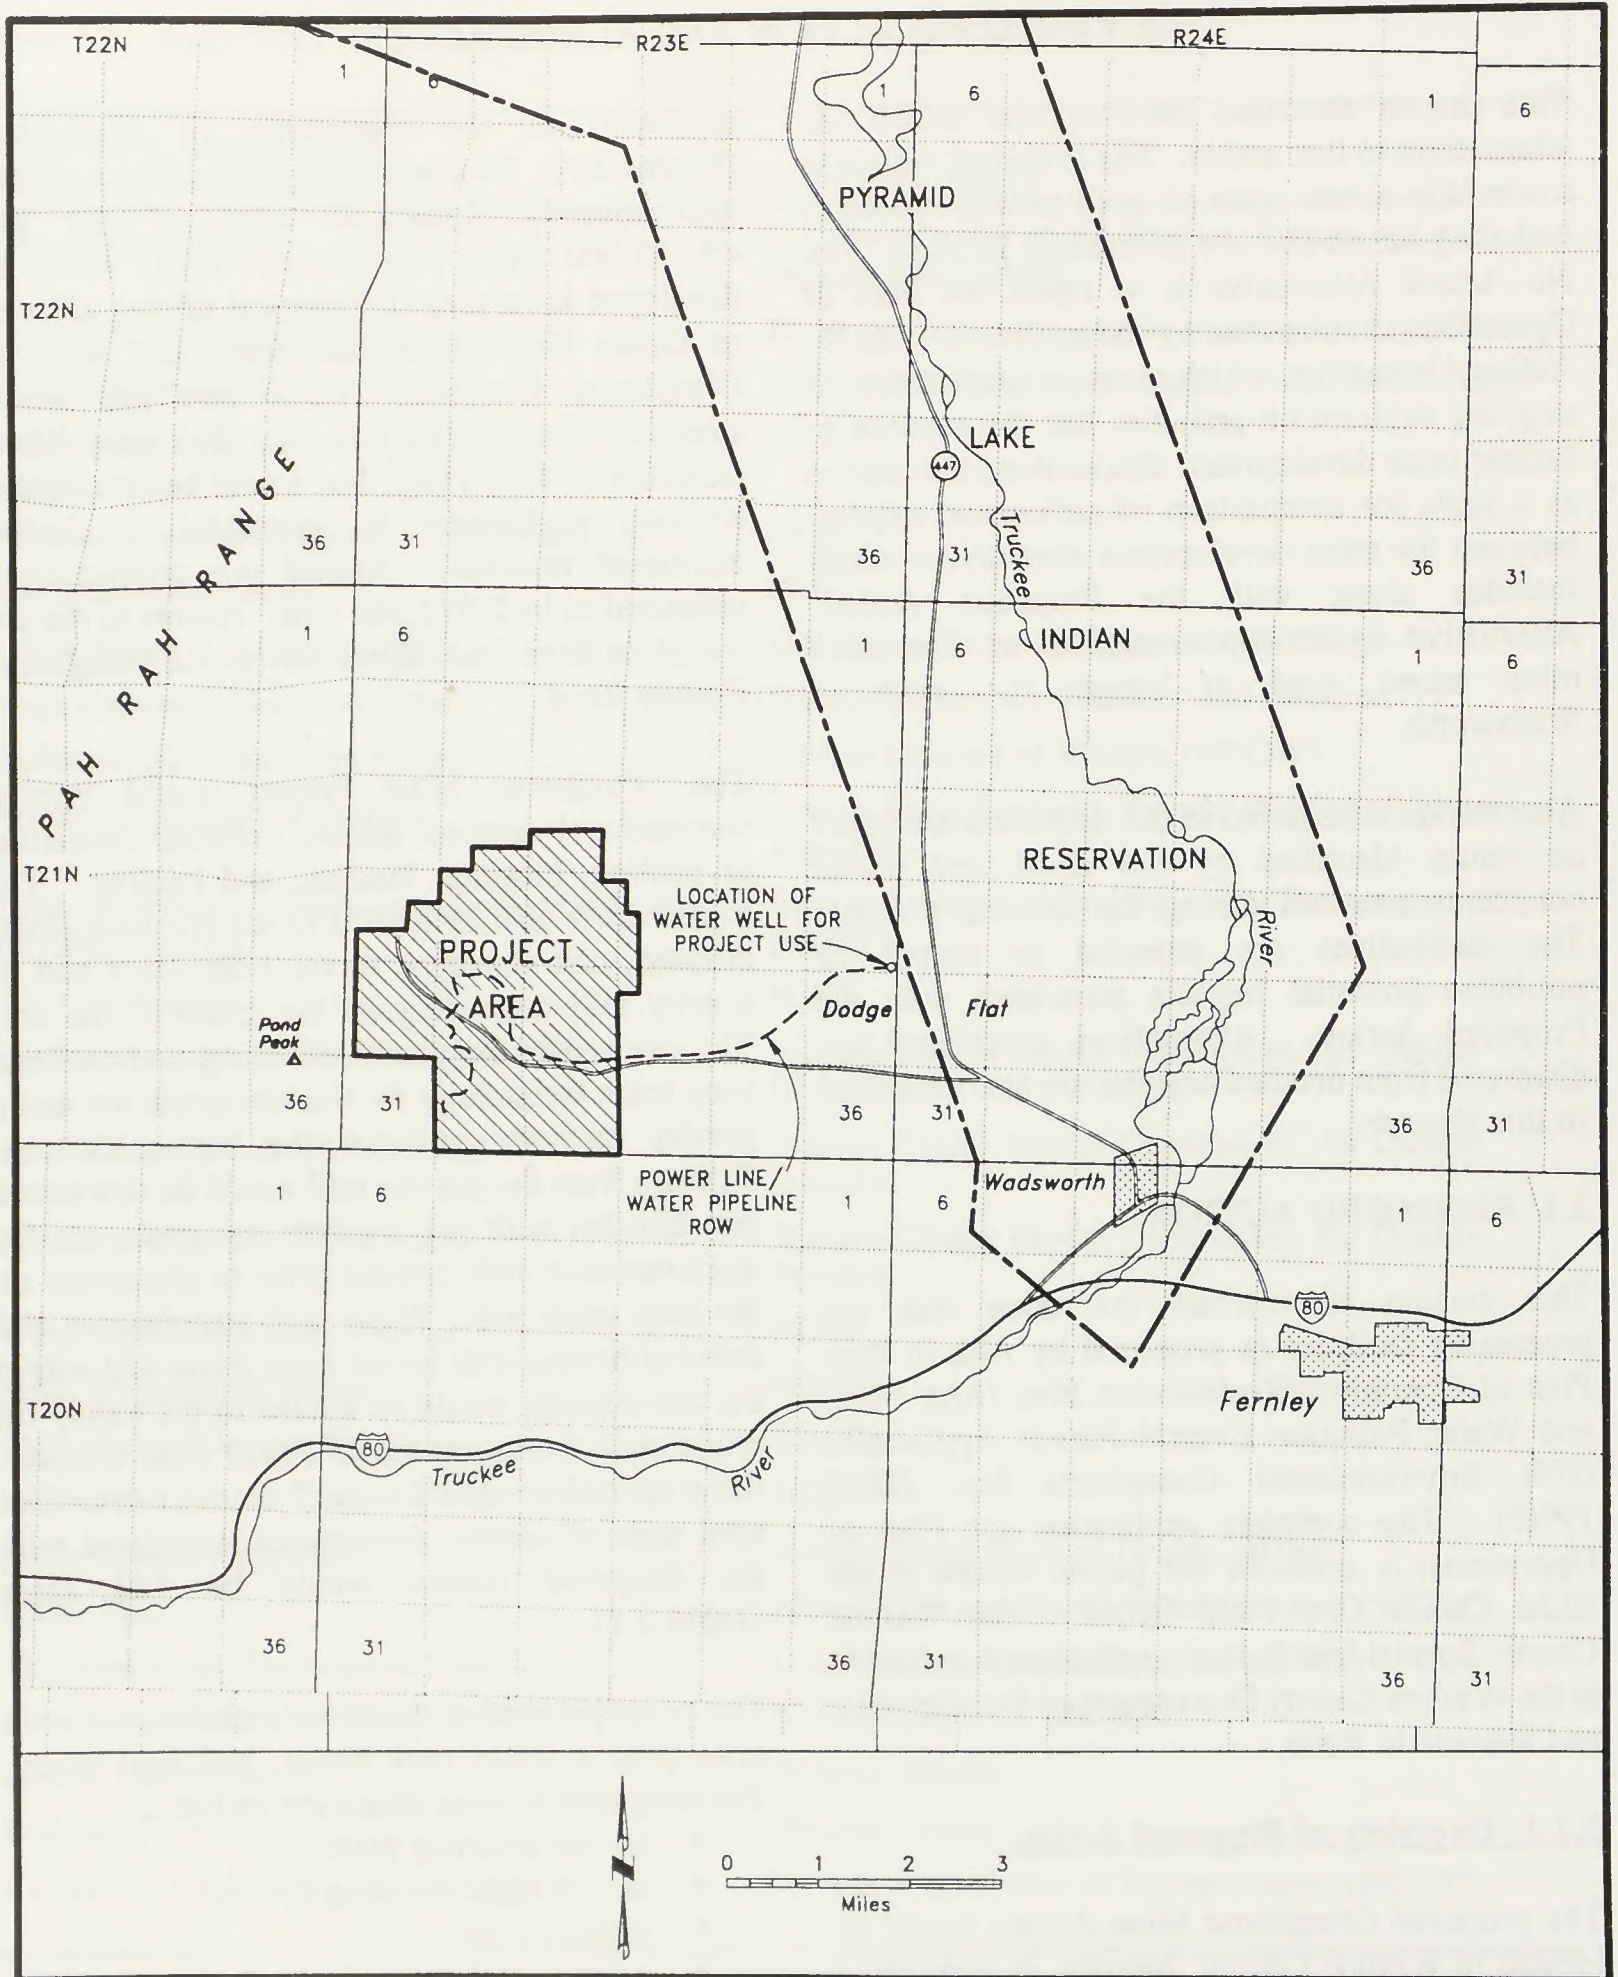 T22N
R23E
R24E
1
6
1
6
1
6
PYRAMID
T22N
LAKE
447
PAH RAH RANGE
Truckee
36
31
36
31
36
31
1
6
1
6
1
6
INDIAN
RESERVATION
T21N
LOCATION OF
WATER WELL FOR
PROJECT USE
PROJECT
AREA
River
Dodge Flat
Pond
Peak
36
31
36
31
36
31
POWER LINE/
WATER PIPELINE
ROW
Wadsworth
1
6
1
6
1
6
80
Fernley
T20N
80
Truckee River
36
31
36
31
36
31
N
0 1 2 3
Miles